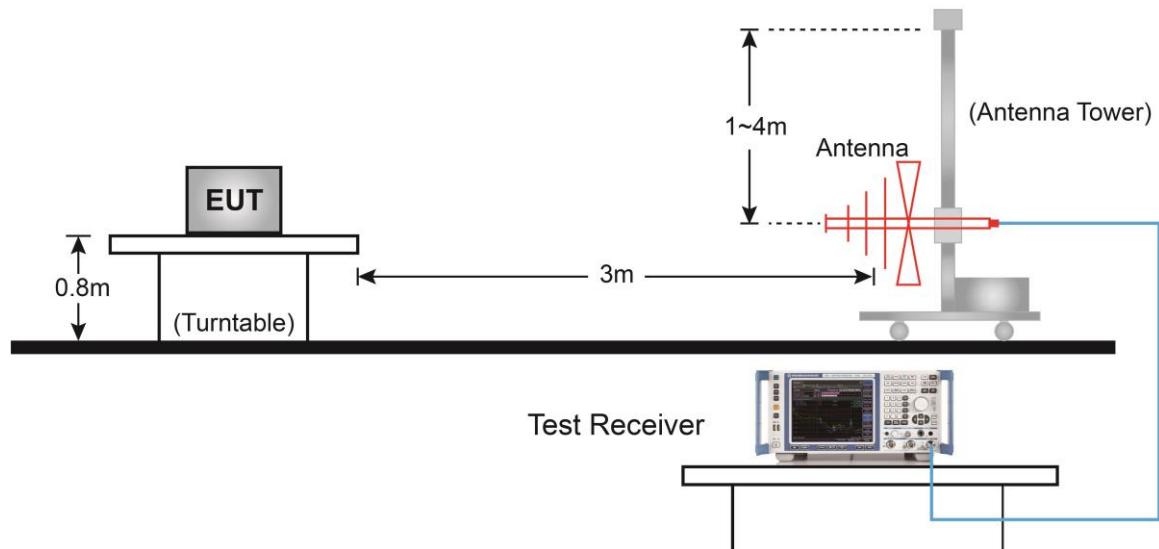 1~4m
(Antenna Tower)
Antenna
EUT
0.8m
3m
(Turntable)
Test Receiver